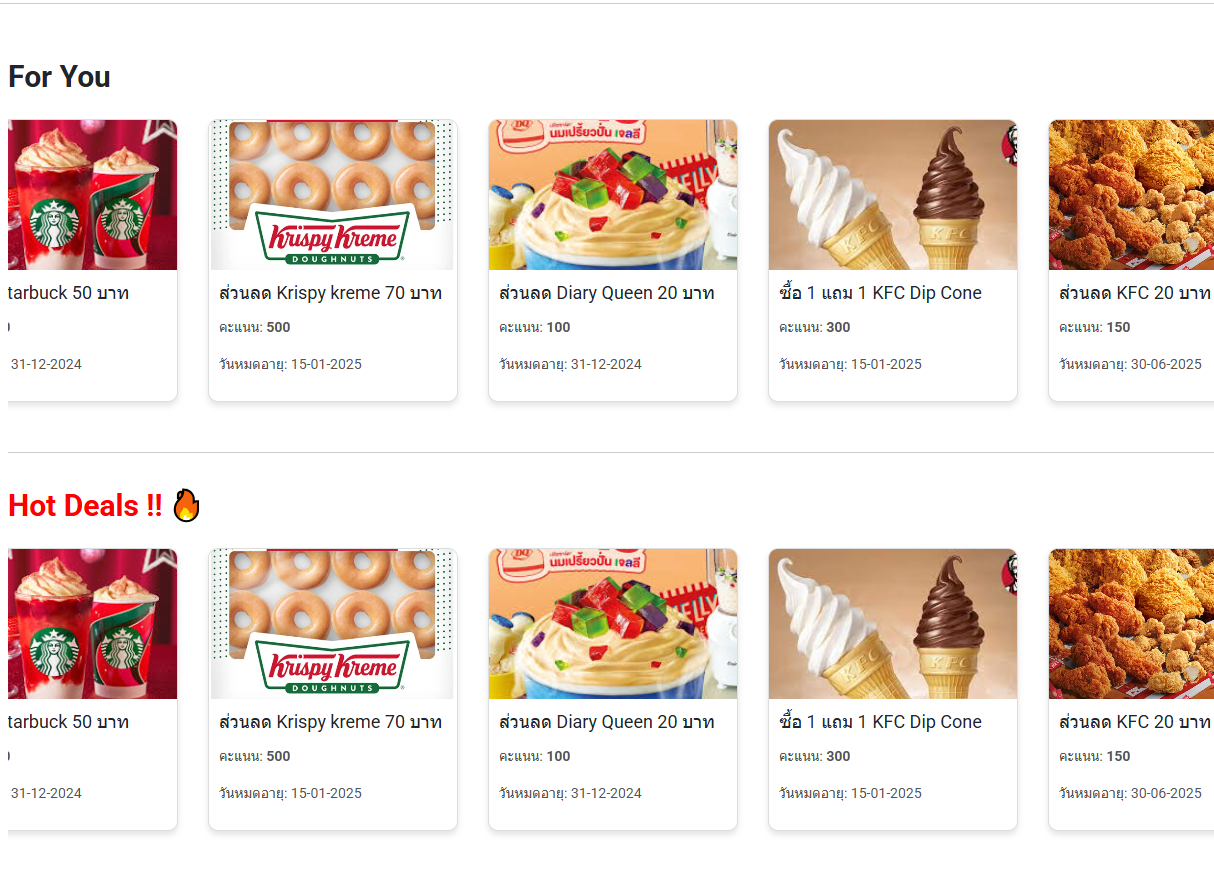 For You
Krispy Kreme
DOUGHNUTS
DQ
นมเปรี้ยวปั่น เจลลี
KFC
KFC
tarbuck 50 บาท
31-12-2024
ส่วนลด Krispy kreme 70 บาท
คะแนน: 500
วันหมดอายุ: 15-01-2025
ส่วนลด Diary Queen 20 บาท
คะแนน: 100
วันหมดอายุ: 31-12-2024
ซื้อ 1 แถม 1 KFC Dip Cone
คะแนน: 300
วันหมดอายุ: 15-01-2025
ส่วนลด KFC 20 บาท
คะแนน: 150
วันหมดอายุ: 30-06-2025
Hot Deals !!
Krispy Kreme
DOUGHNUTS
DQ
นมเปรี้ยวปั่น เจลลี
KFC
KFC
tarbuck 50 บาท
31-12-2024
ส่วนลด Krispy kreme 70 บาท
คะแนน: 500
วันหมดอายุ: 15-01-2025
ส่วนลด Diary Queen 20 บาท
คะแนน: 100
วันหมดอายุ: 31-12-2024
ซื้อ 1 แถม 1 KFC Dip Cone
คะแนน: 300
วันหมดอายุ: 15-01-2025
ส่วนลด KFC 20 บาท
คะแนน: 150
วันหมดอายุ: 30-06-2025